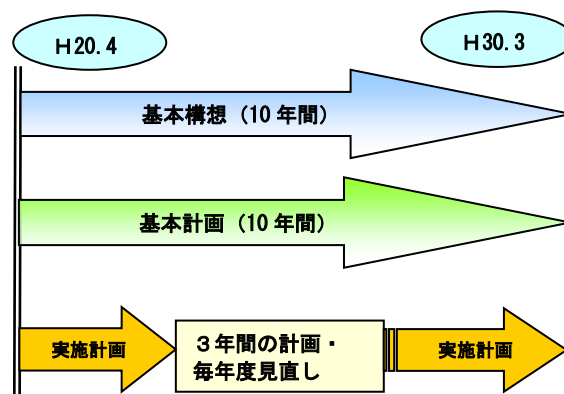 Ｈ20.4
Ｈ30.3
基本構想（10 年間）
基本計画（10 年間）
実施計画
３年間の計画・
毎年度見直し
実施計画